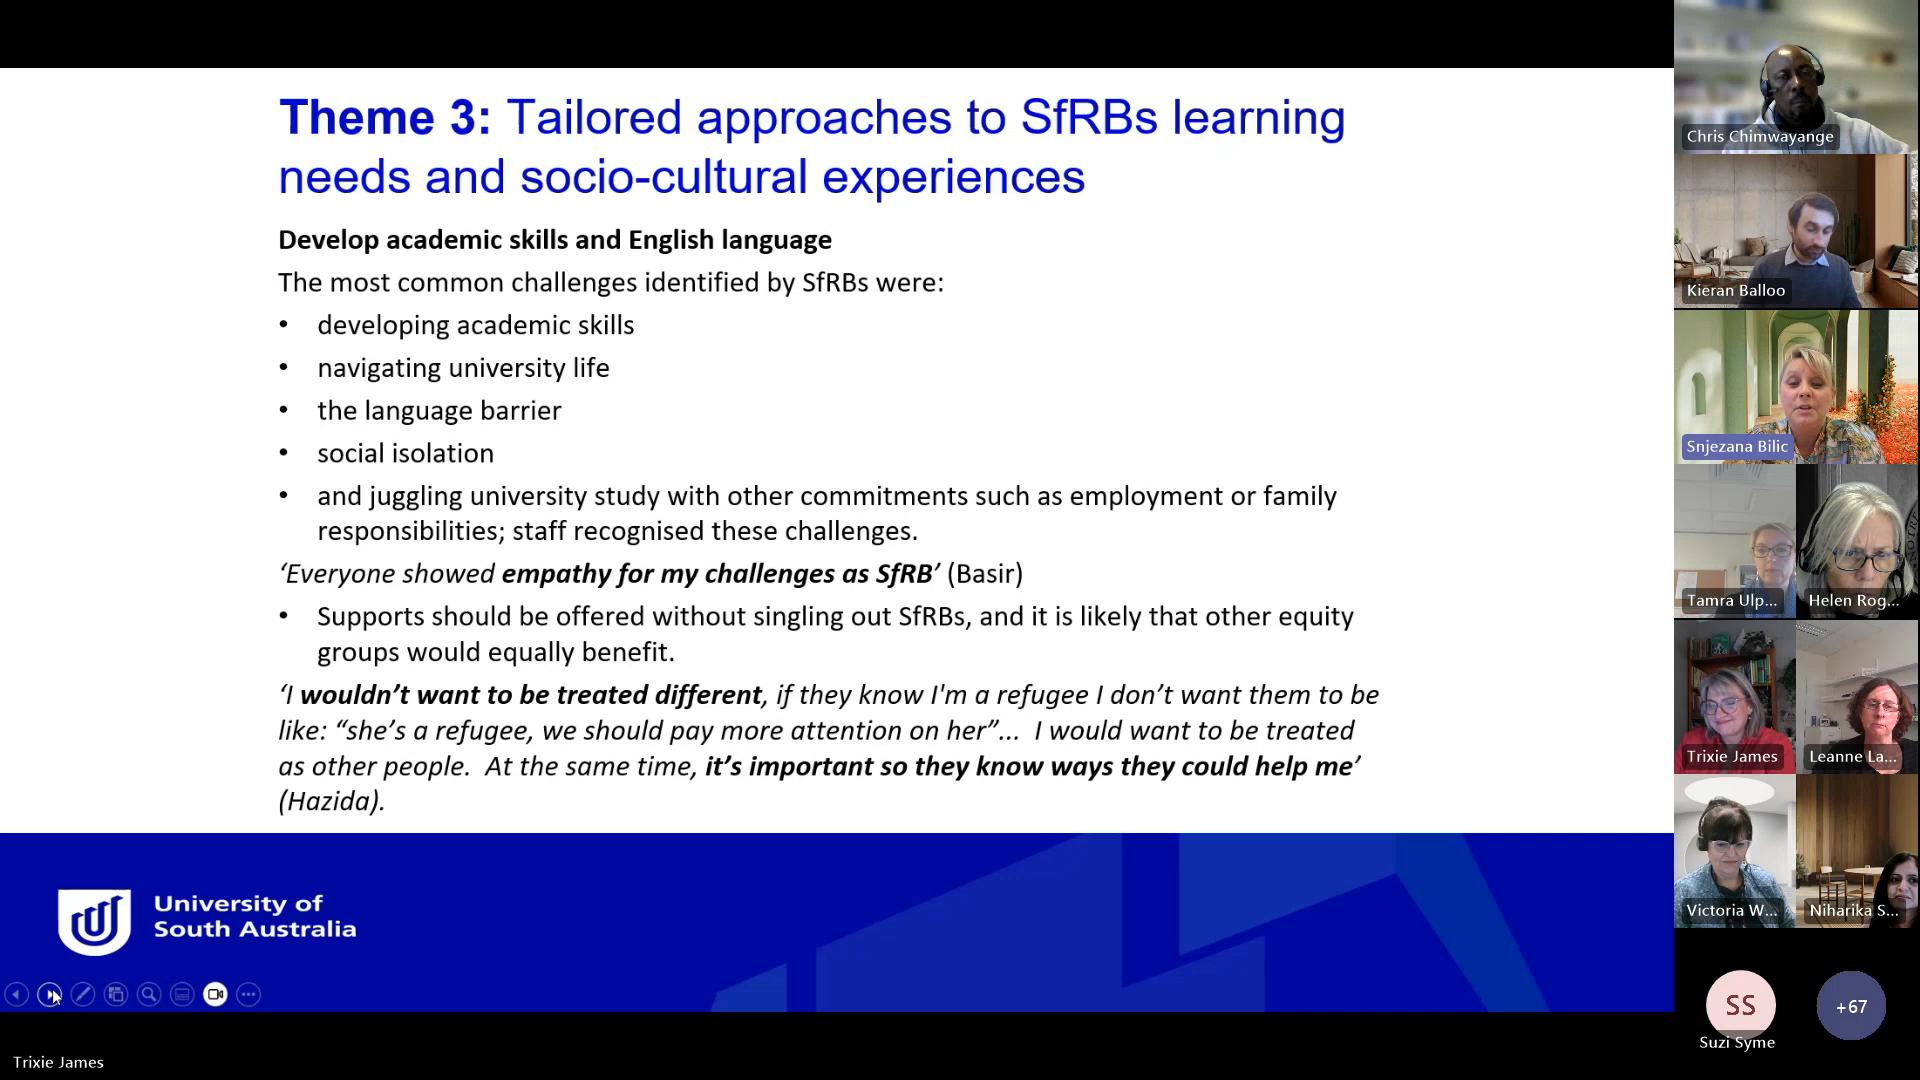 Theme 3: Tailored approaches to SfRBs learning
needs and socio-cultural experiences
Develop academic skills and English language
The most common challenges identified by SfRBs were:
• developing academic skills
• navigating university life
• the language barrier
• social isolation
• and juggling university study with other commitments such as employment or family
responsibilities; staff recognised these challenges.
‘Everyone showed empathy for my challenges as SfRB’ (Basir)
• Supports should be offered without singling out SfRBs, and it is likely that other equity
groups would equally benefit.
‘I wouldn’t want to be treated different, if they know I'm a refugee I don’t want them to be
like: “she’s a refugee, we should pay more attention on her”... I would want to be treated
as other people. At the same time, it’s important so they know ways they could help me’
(Hazida).
University of
South Australia
Trixie James
Chris Chimwayange
Kieran Balloo
Snjezana Bilic
Tamra Ulp...
Helen Rog...
Trixie James
Leanne La...
Victoria W...
Niharika S...
SS
Suzi Syme
+67